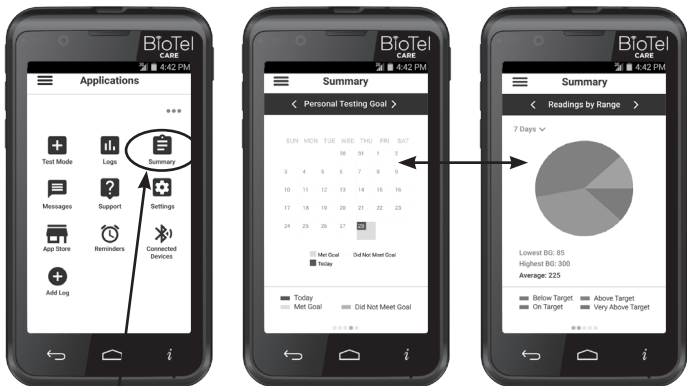 BioTel
CARE
4:42 PM
Applications
Test Mode
Logs
Summary
Messages
Support
Settings
App Store
Reminders
Connected
Devices
Add Log
BioTel
CARE
4:42 PM
Summary
< Personal Testing Goal >
SUN MON TUE WED THU FRI SAT
30 31 1 2
3 4 5 6 7 8 9
10 11 12 13 14 15 16
17 18 19 20 21 22 23
24 25 26 27
Met Goal Did Not Meet Goal
Today
Today
Met Goal Did Not Meet Goal
BioTel
CARE
4:42 PM
Summary
< Readings by Range >
7 Days
Lowest BG: 85
Highest BG: 300
Average: 225
Below Target Above Target
On Target Very Above Target
i
i
i